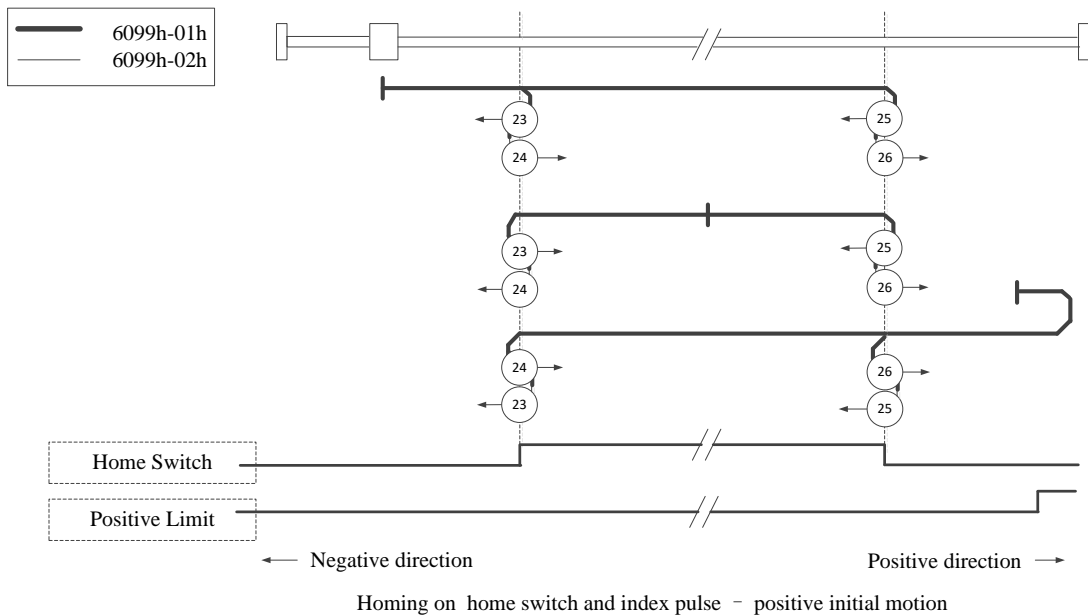 6099h-01h
6099h-02h
23
25
24
26
23
25
24
26
24
26
23
25
Home Switch
Positive Limit
Negative direction
Positive direction
Homing on home switch and index pulse - positive initial motion